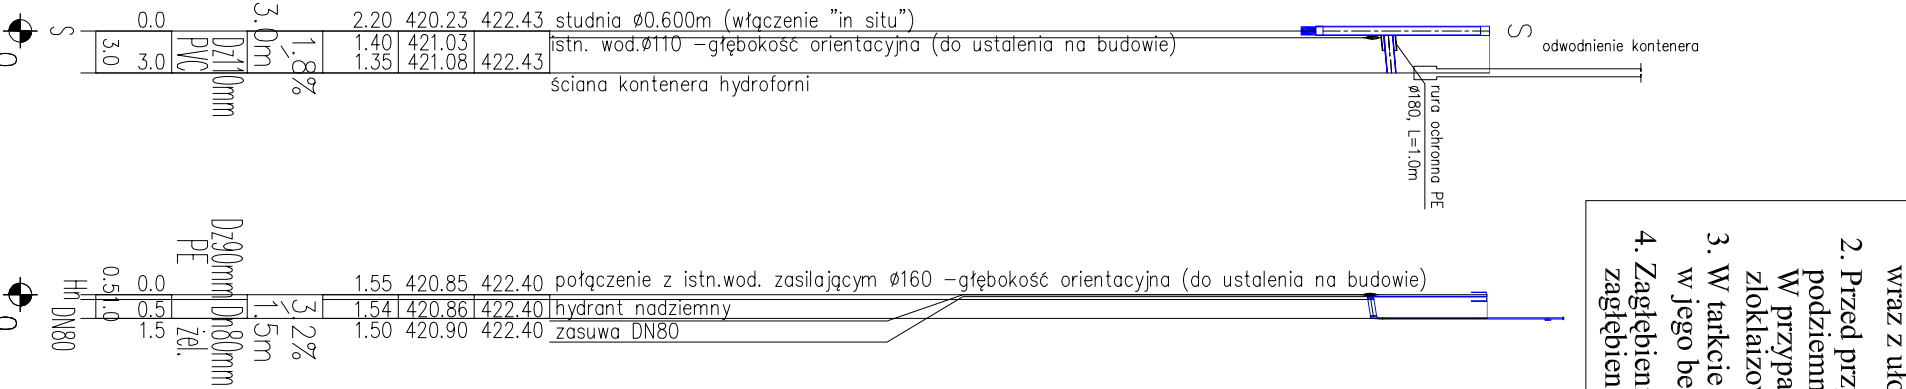 S
0.0
3.0
3.0
Dz110mm
PVC
3.0m
1.8%
2.20 420.23 422.43 studnia ø0.600m (włączenie "in situ")
1.40 421.03 istn. wod.ø110 –głębokość orientacyjna (do ustalenia na budowie)
1.35 421.08 422.43
ściana kontenera hydroforni
S
odwodnienie kontenera
rura ochronna PE
ø180, L=1.0m
Hn DN80
0.5
1.0
0.0
0.5
1.5
Dz90mm
PE
Dn80mm
żel.
3.2%
1.5m
1.55 420.85 422.40 połączenie z istn.wod. zasilającym ø160 –głębokość orientacyjna (do ustalenia na budowie)
1.54 420.86 422.40 hydrant nadziemny
1.50 420.90 422.40 zasuwa DN80
wraz z uło
2. Przed prz
podziemn
W przypa
zloklaizo
3. W tarkcie
w jego be
4. Zagłębien
zagłębien